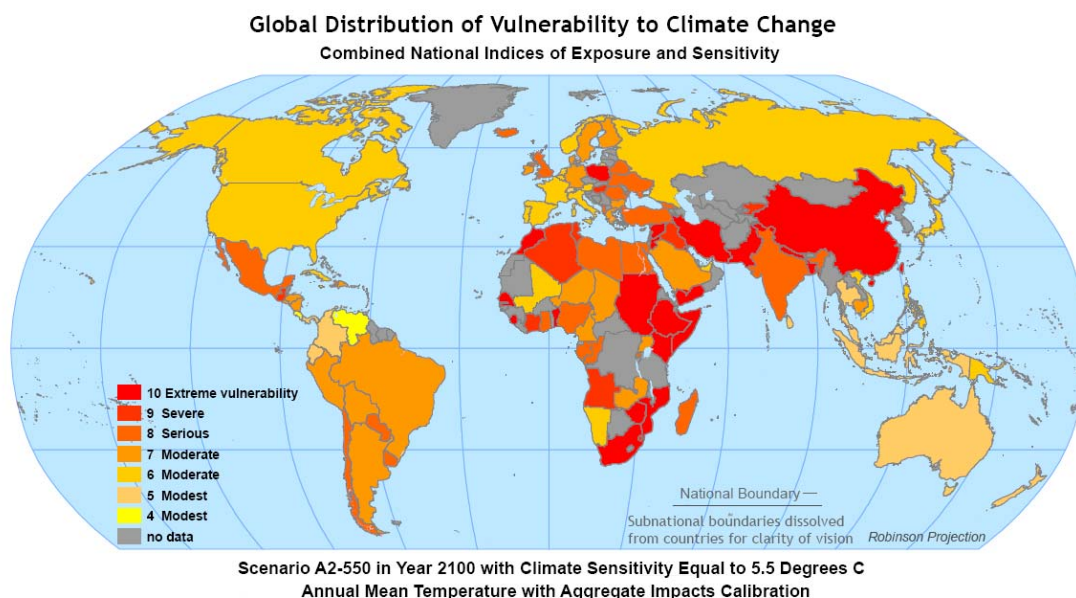 Global Distribution of Vulnerability to Climate Change
Combined National Indices of Exposure and Sensitivity
10 Extreme vulnerability
9 Severe
8 Serious
7 Moderate
6 Moderate
5 Modest
4 Modest
no data
National Boundary —
Subnational boundaries dissolved
from countries for clarity of vision
Robinson Projection
Scenario A2-550 in Year 2100 with Climate Sensitivity Equal to 5.5 Degrees C
Annual Mean Temperature with Aggregate Impacts Calibration